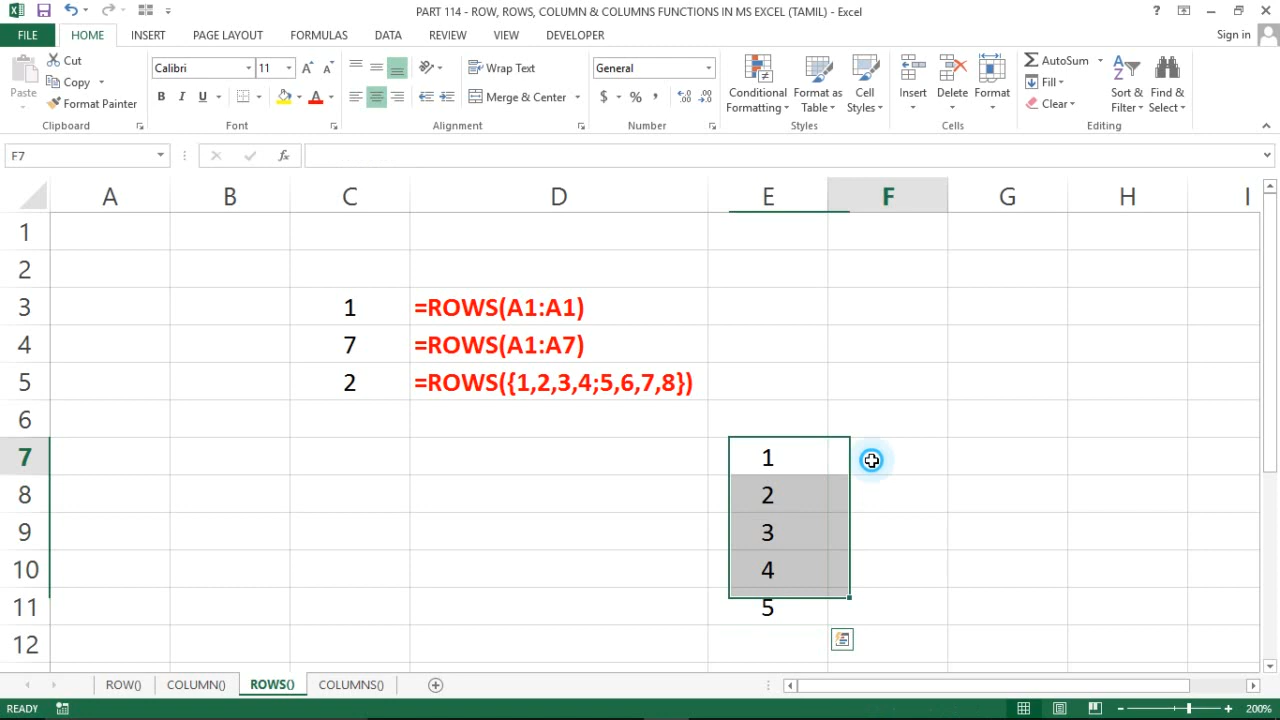 PART 114 - ROW, ROWS, COLUMN & COLUMNS FUNCTIONS IN MS EXCEL (TAMIL) - Excel
FILE HOME INSERT PAGE LAYOUT FORMULAS DATA REVIEW VIEW DEVELOPER Sign in
Paste
Cut
Copy
Format Painter
Clipboard
Calibri 11
B I U
Font
Wrap Text
Merge & Center
Alignment
General
$ % ,
Number
Conditional Formatting
Format as Table
Cell Styles
Styles
Insert
Delete
Format
Cells
AutoSum
Fill
Clear
Sort & Filter
Find & Select
Editing
F7
A B C D E F G H I
1
2
3 1 =ROWS(A1:A1)
4 7 =ROWS(A1:A7)
5 2 =ROWS({1,2,3,4;5,6,7,8})
6
7 1
8 2
9 3
10 4
11 5
12
ROW() COLUMN() ROWS() COLUMNS()
READY 200%